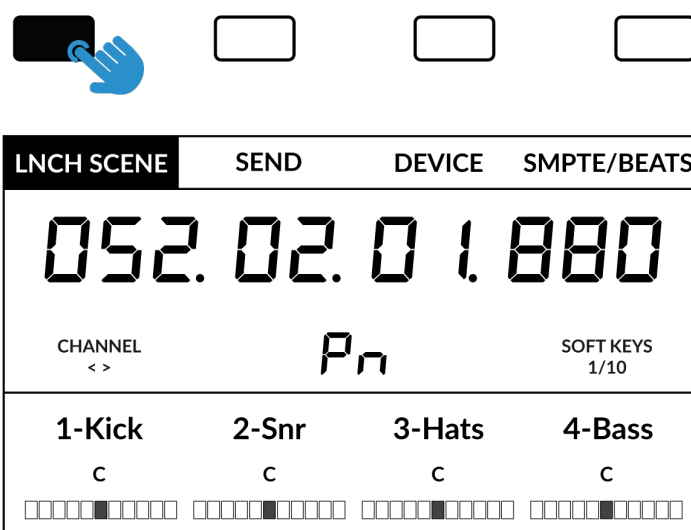 LNCH SCENE SEND DEVICE SMPTE/BEATS
052.02.01.880
CHANNEL Pn SOFT KEYS
< > 1/10
1-Kick 2-Snr 3-Hats 4-Bass
C C C C